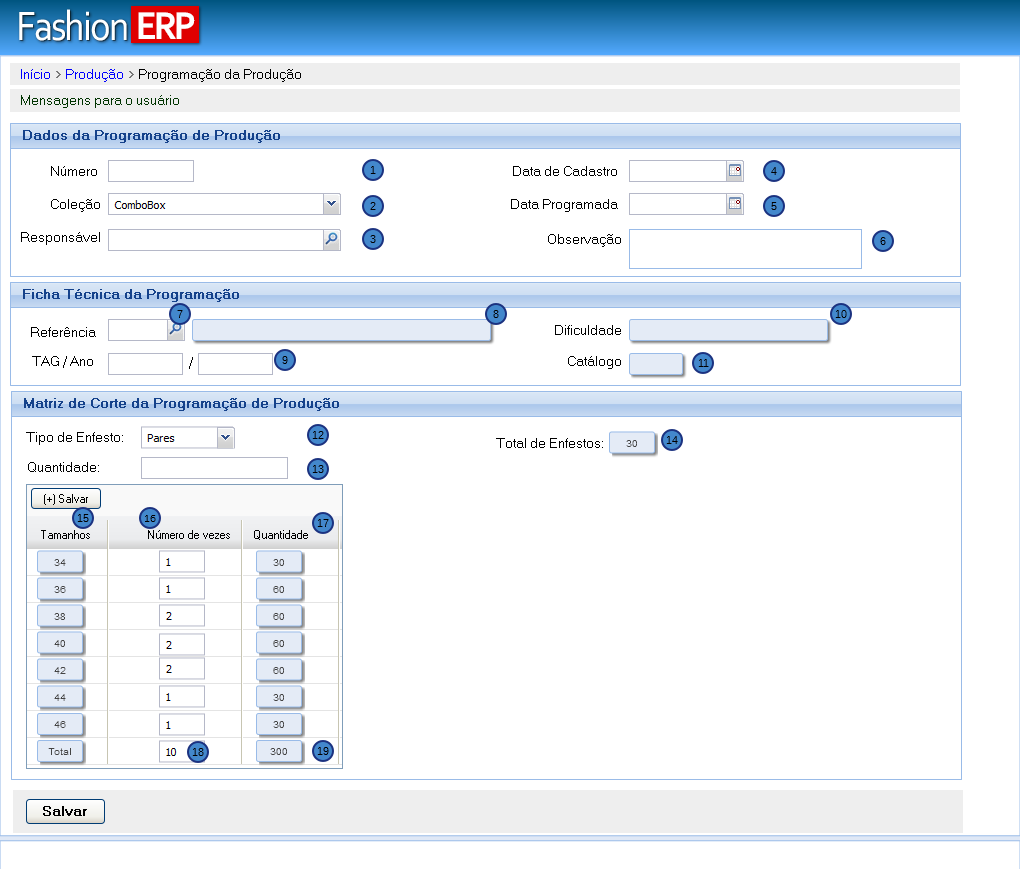 Fashion ERP
Início > Produção > Programação da Produção
Mensagens para o usuário
Dados da Programação de Produção
Número 1 Data de Cadastro 4
Coleção ComboBox 2 Data Programada 5
Responsável 3 Observação 6
Ficha Técnica da Programação
Referência 7 8 Dificuldade 10
TAG / Ano / 9 Catálogo 11
Matriz de Corte da Programação de Produção
Tipo de Enfesto: Pares 12 Total de Enfestos: 30 14
Quantidade: 13
(+) Salvar
15 16 17
Tamanhos Número de vezes Quantidade
34 1 30
36 1 60
38 2 60
40 2 60
42 2 60
44 1 30
46 1 30
Total 10 18 300 19
Salvar